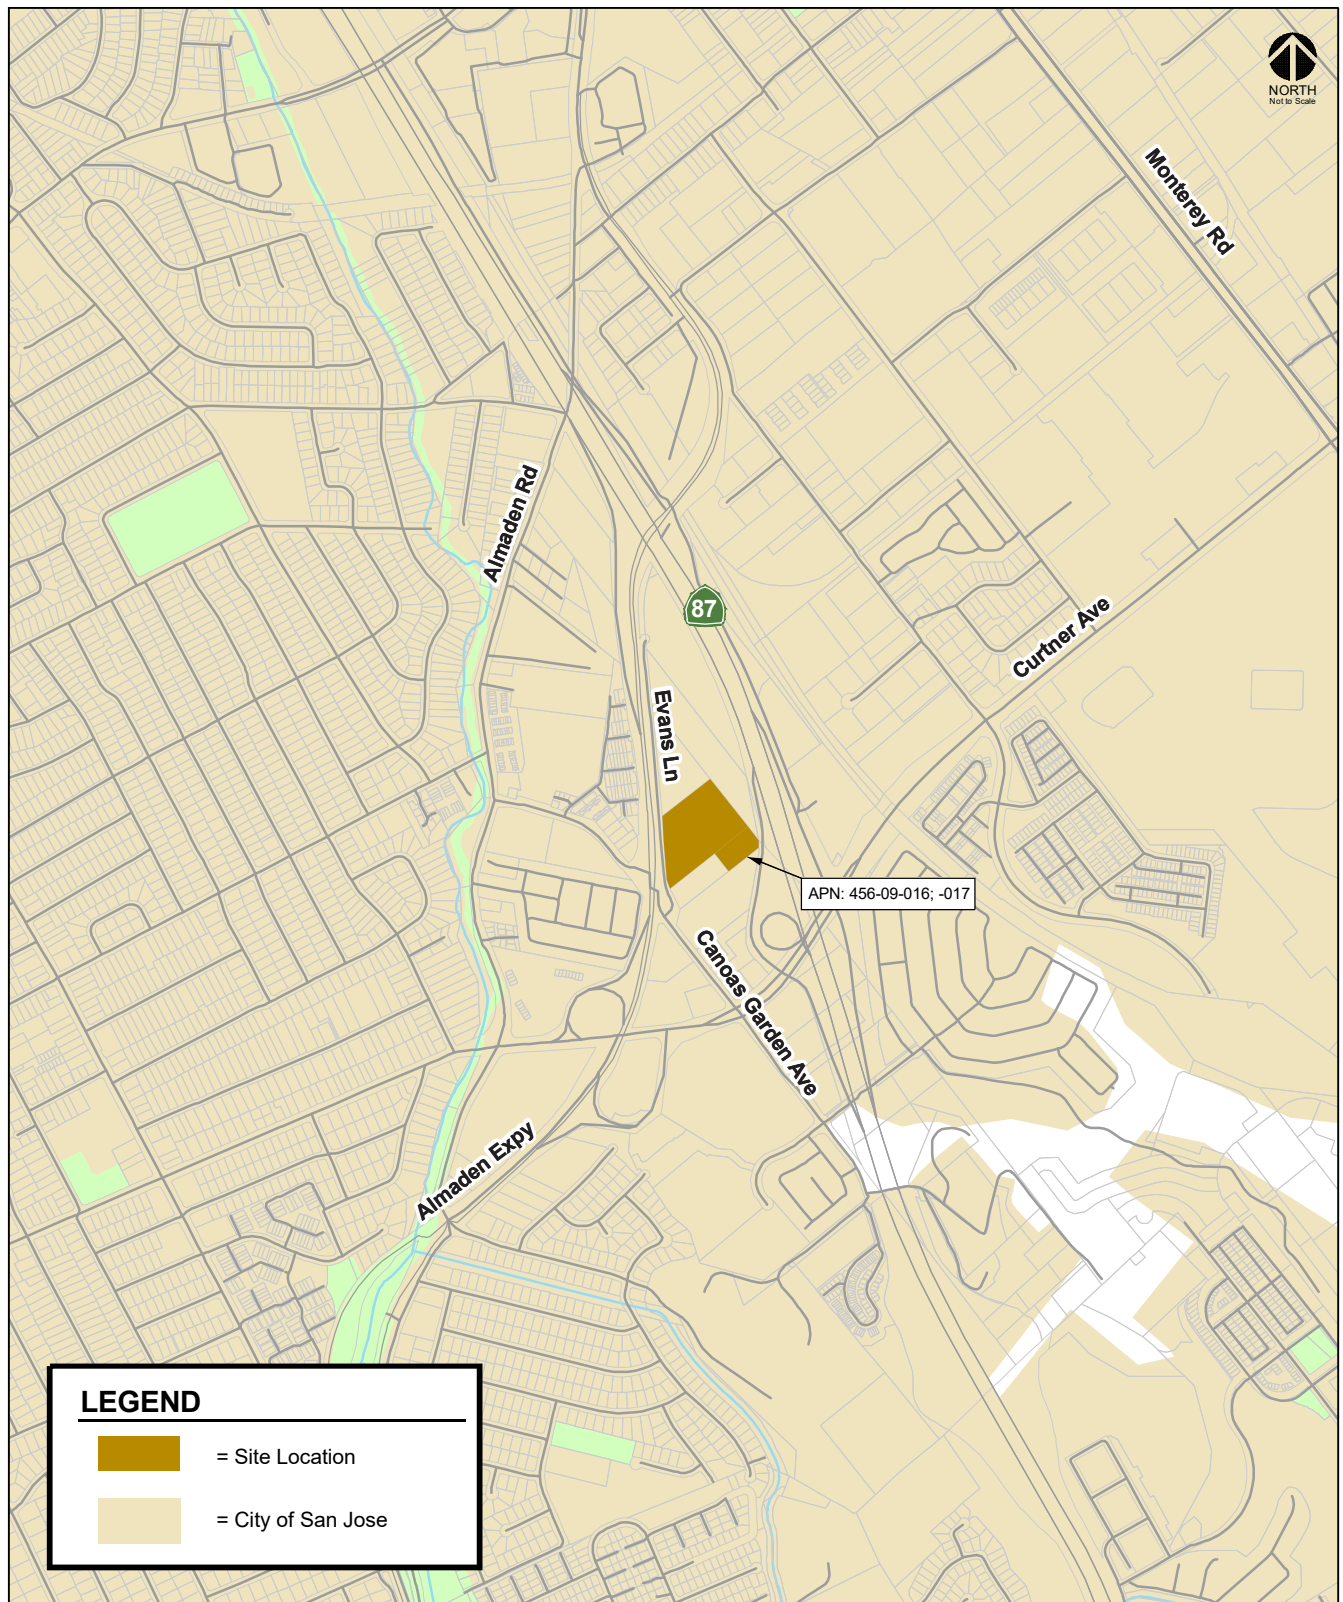 NORTH
Not to Scale
Monterey Rd
Almaden Rd
87
Curtner Ave
Evans Ln
APN: 456-09-016; -017
Canoas Garden Ave
Almaden Expy
LEGEND
= Site Location
= City of San Jose